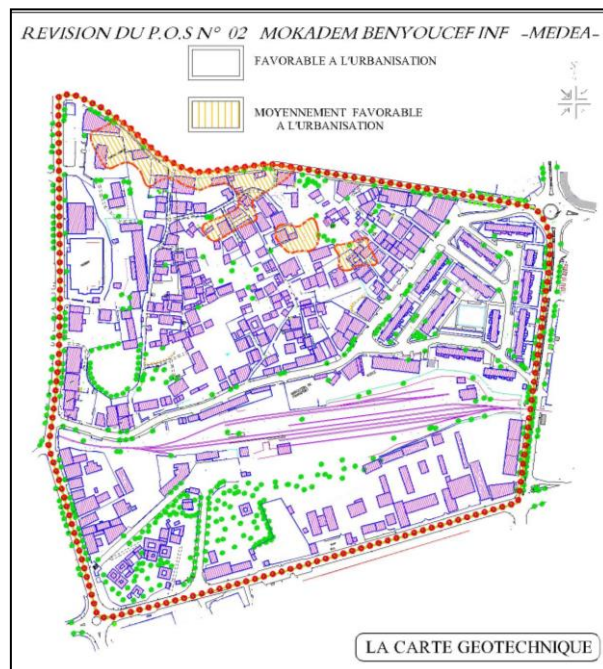 REVISION DU P.O.S N° 02 MOKADEM BENYOUCEF INF -MEDEA-
FAVORABLE A L'URBANISATION
MOYENNEMENT FAVORABLE
A L'URBANISATION
LA CARTE GEOTECHNIQUE